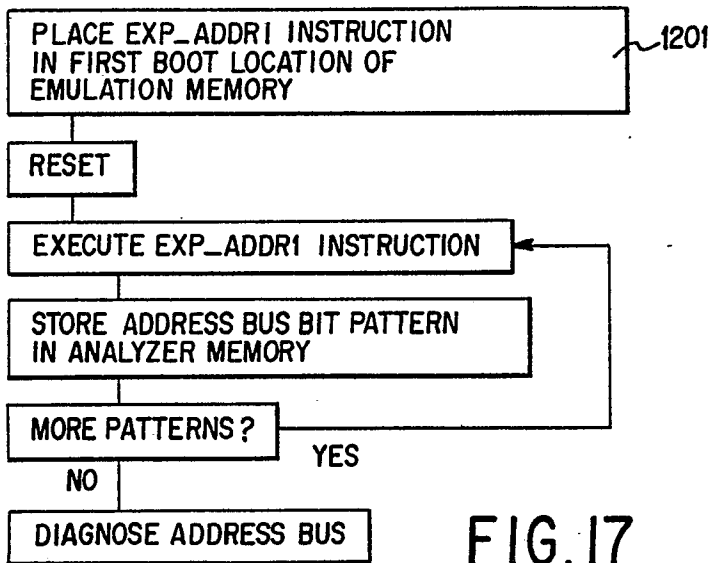 PLACE EXP_ADDR1 INSTRUCTION
IN FIRST BOOT LOCATION OF
EMULATION MEMORY
1201
RESET
EXECUTE EXP_ADDR1 INSTRUCTION
STORE ADDRESS BUS BIT PATTERN
IN ANALYZER MEMORY
MORE PATTERNS?
YES
NO
DIAGNOSE ADDRESS BUS
FIG. 17